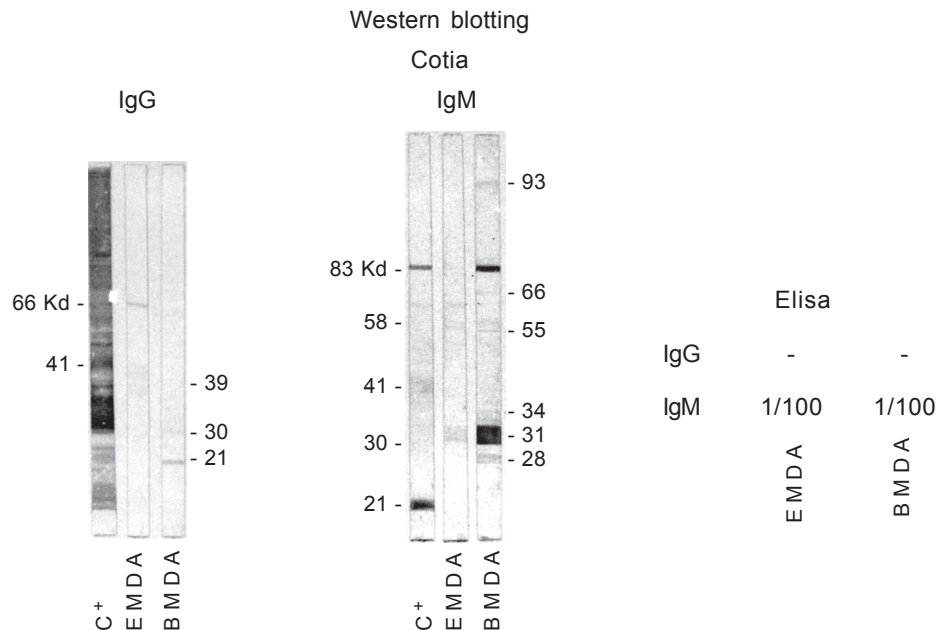 Western blotting
Cotia
IgG
IgM
66 Kd -
41 -
- 39
- 30
- 21
C+
EMDA
BMDA
83 Kd -
58 -
41 -
30 -
21 -
- 93
- 66
- 55
- 34
- 31
- 28
C+
EMDA
BMDA
Elisa
IgG - -
IgM 1/100 1/100
EMDA
BMDA